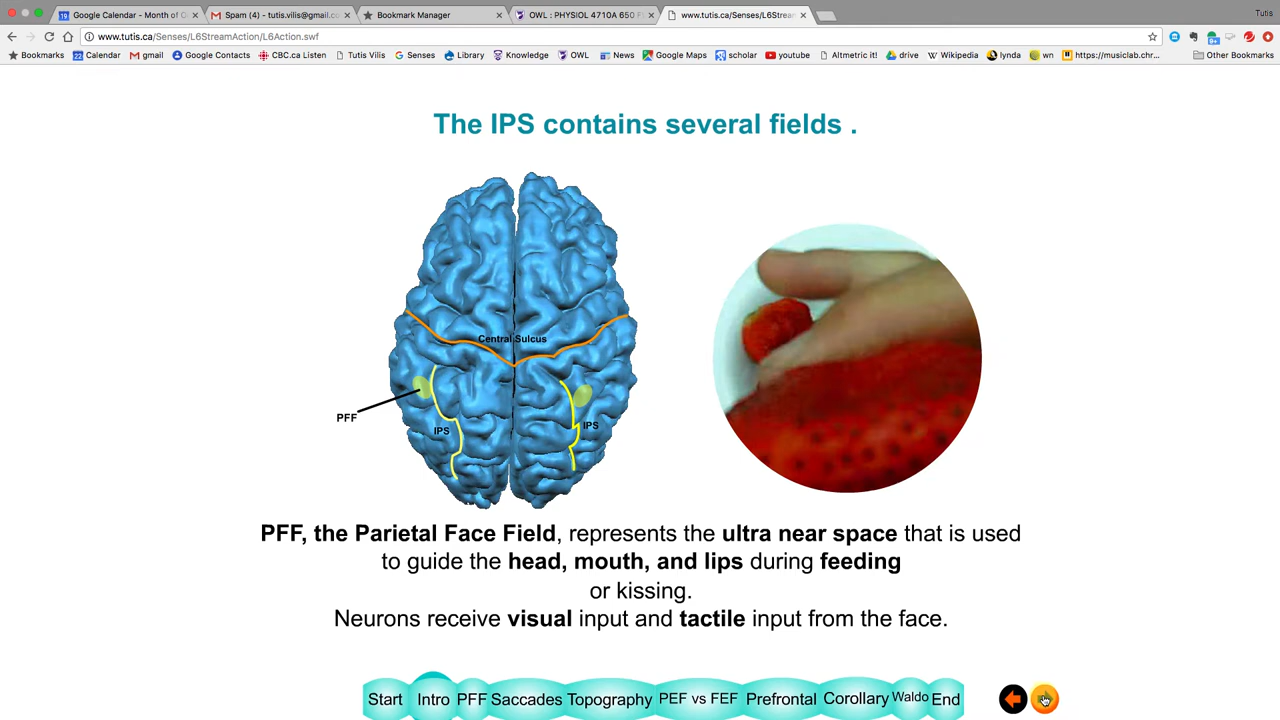 Google Calendar - Month of O
Spam (4) - tutis.vilis@gmail.c
Bookmark Manager
OWL : PHYSIOL 4710A 650 F
www.tutis.ca/Senses/L6Strea
Tutis
www.tutis.ca/Senses/L6StreamAction/L6Action.swf
Bookmarks 22 Calendar gmail Google Contacts CBC.ca Listen Tutis Vilis Senses Library Knowledge OWL News Google Maps scholar youtube Altmetric it! drive Wikipedia lynda wn https://musiclab.chr... Other Bookmarks
The IPS contains several fields .
Central Sulcus
PFF
IPS
IPS
PFF, the Parietal Face Field, represents the ultra near space that is used
to guide the head, mouth, and lips during feeding
or kissing.
Neurons receive visual input and tactile input from the face.
Start Intro PFF Saccades Topography PEF vs FEF Prefrontal Corollary Waldo End